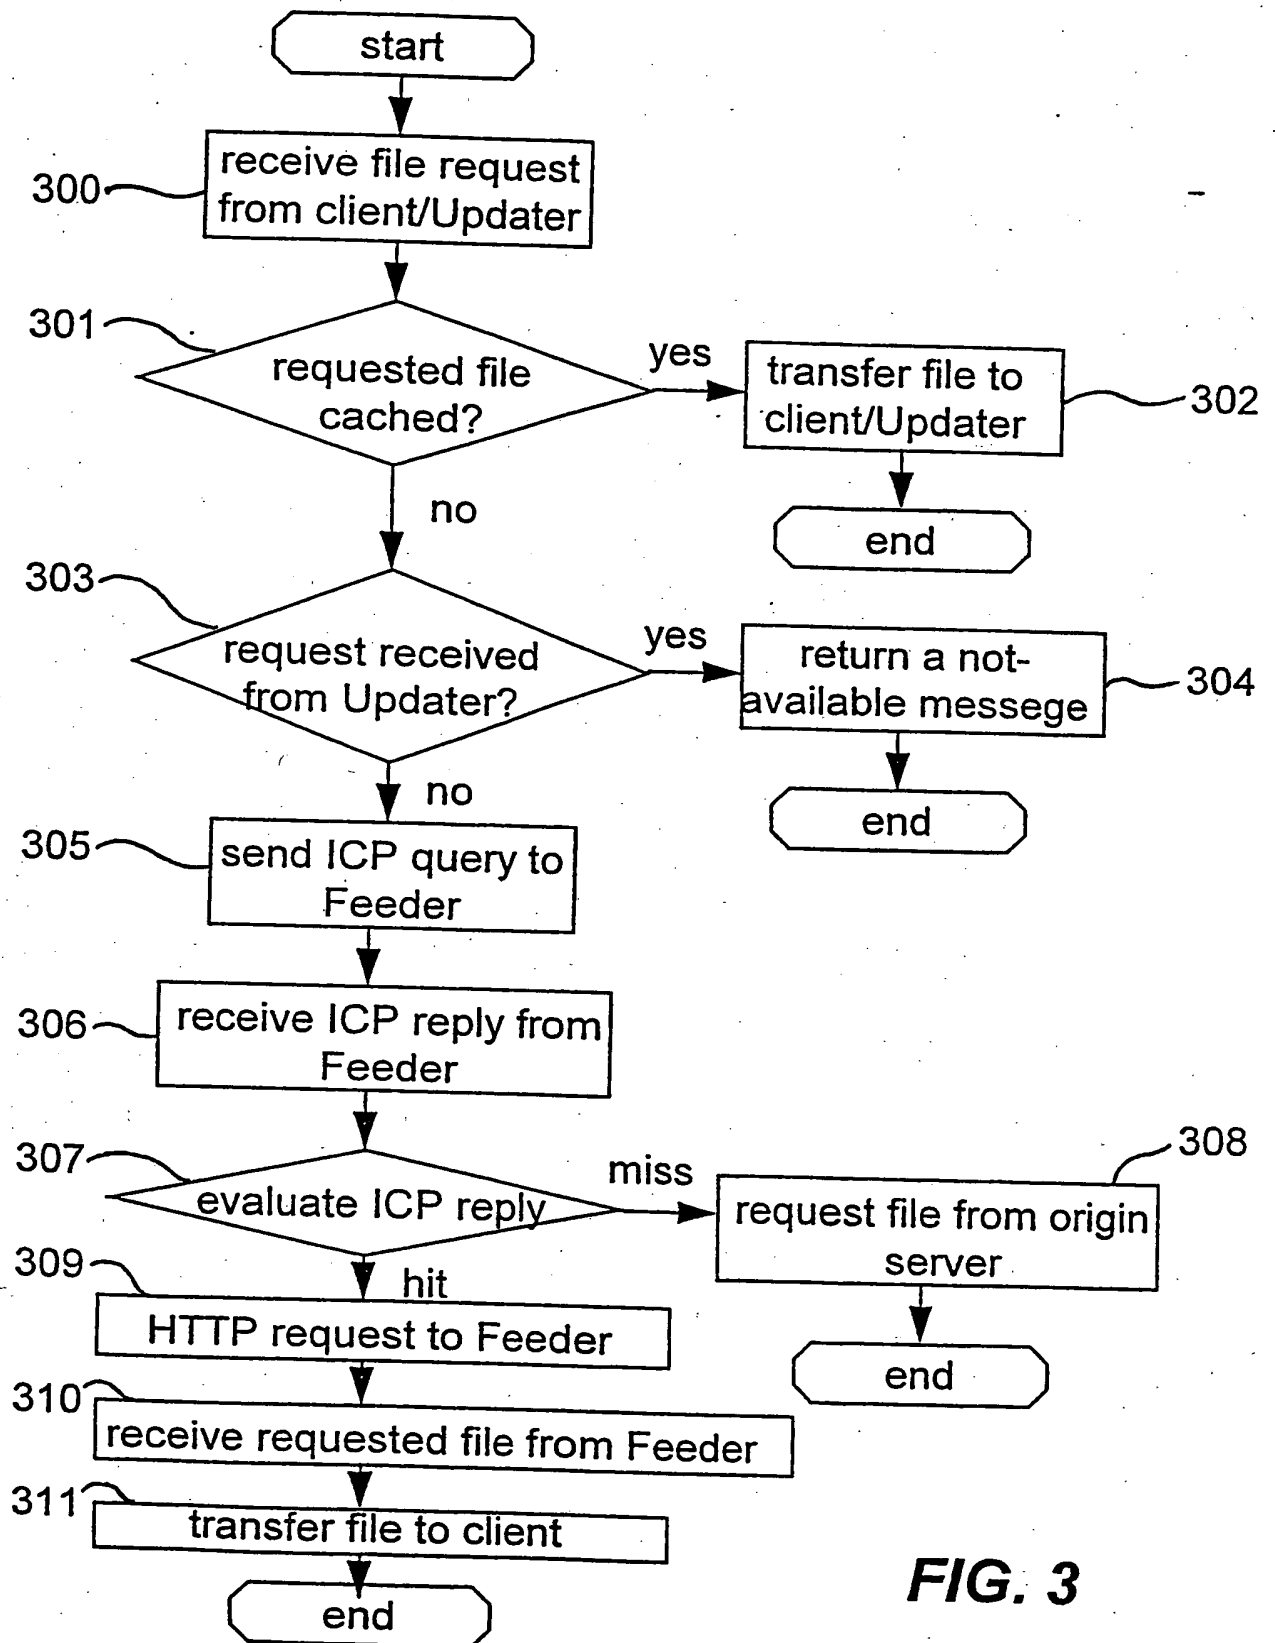 start
300
receive file request
from client/Updater
301
requested file
cached?
yes
transfer file to
client/Updater
302
end
no
303
request received
from Updater?
yes
return a not-
available messege
304
end
no
305
send ICP query to
Feeder
306
receive ICP reply from
Feeder
307
evaluate ICP reply
miss
308
request file from origin
server
end
hit
309
HTTP request to Feeder
310
receive requested file from Feeder
311
transfer file to client
end
FIG. 3